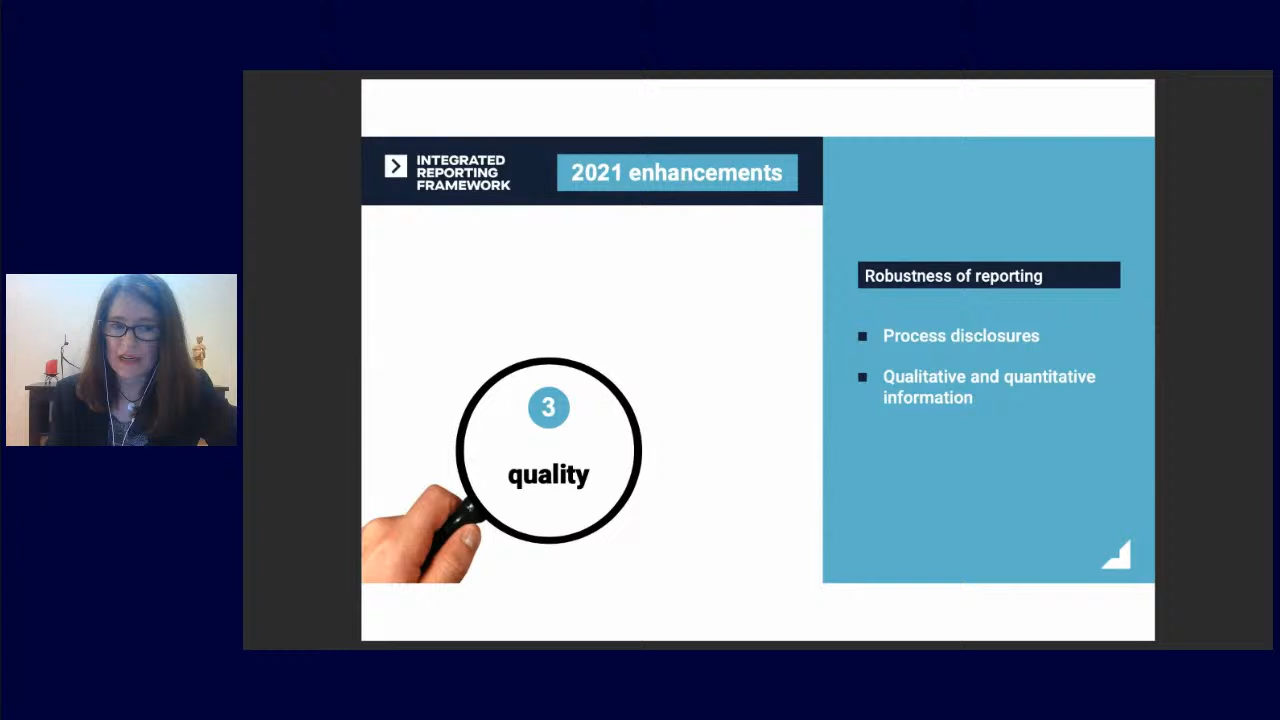 INTEGRATED
REPORTING
FRAMEWORK
2021 enhancements
Robustness of reporting
Process disclosures
Qualitative and quantitative
information
3
quality